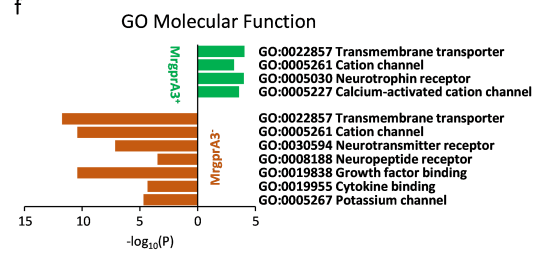 f
GO Molecular Function
MrgprA3+
GO:0022857 Transmembrane transporter
GO:0005261 Cation channel
GO:0005030 Neurotrophin receptor
GO:0005227 Calcium-activated cation channel
MrgprA3-
GO:0022857 Transmembrane transporter
GO:0005261 Cation channel
GO:0030594 Neurotransmitter receptor
GO:0008188 Neuropeptide receptor
GO:0019838 Growth factor binding
GO:0019955 Cytokine binding
GO:0005267 Potassium channel
15 10 5 0 5
-log10(P)